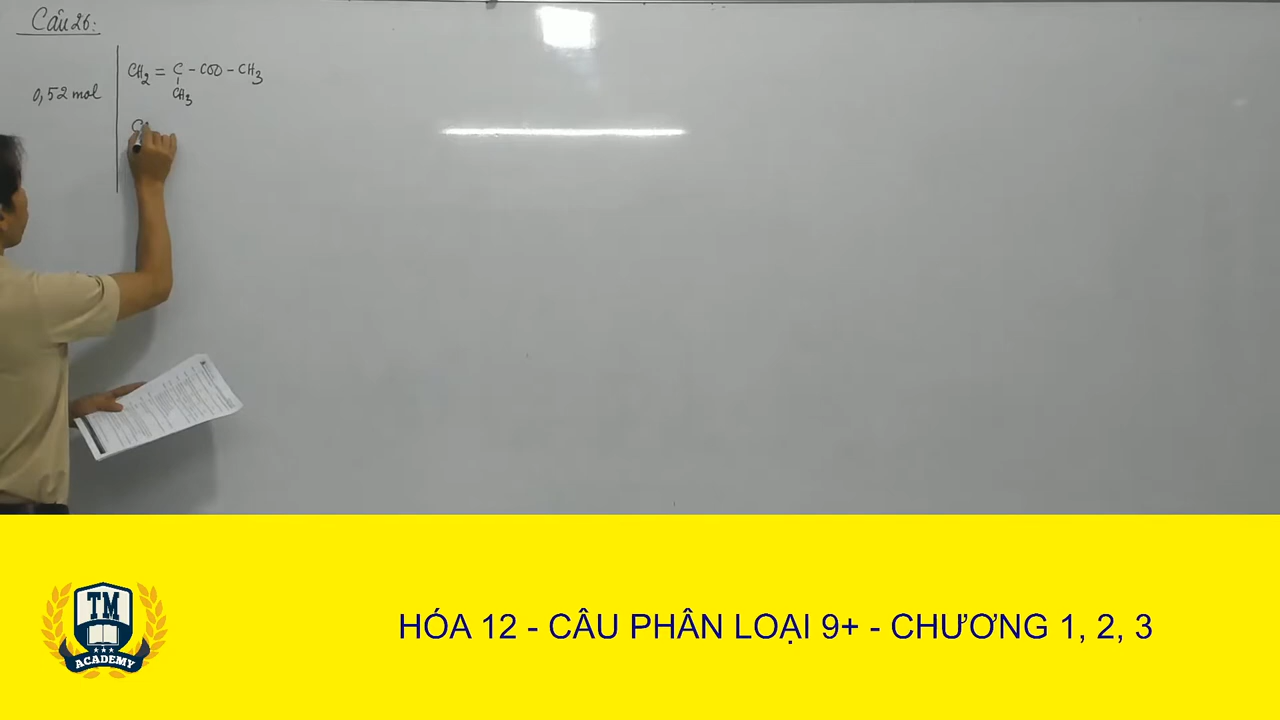 Câu 26:
CH2 = C - COO - CH3
CH3
0,52 mol
C
TM
ACADEMY
HÓA 12 - CÂU PHÂN LOẠI 9+ - CHƯƠNG 1, 2, 3